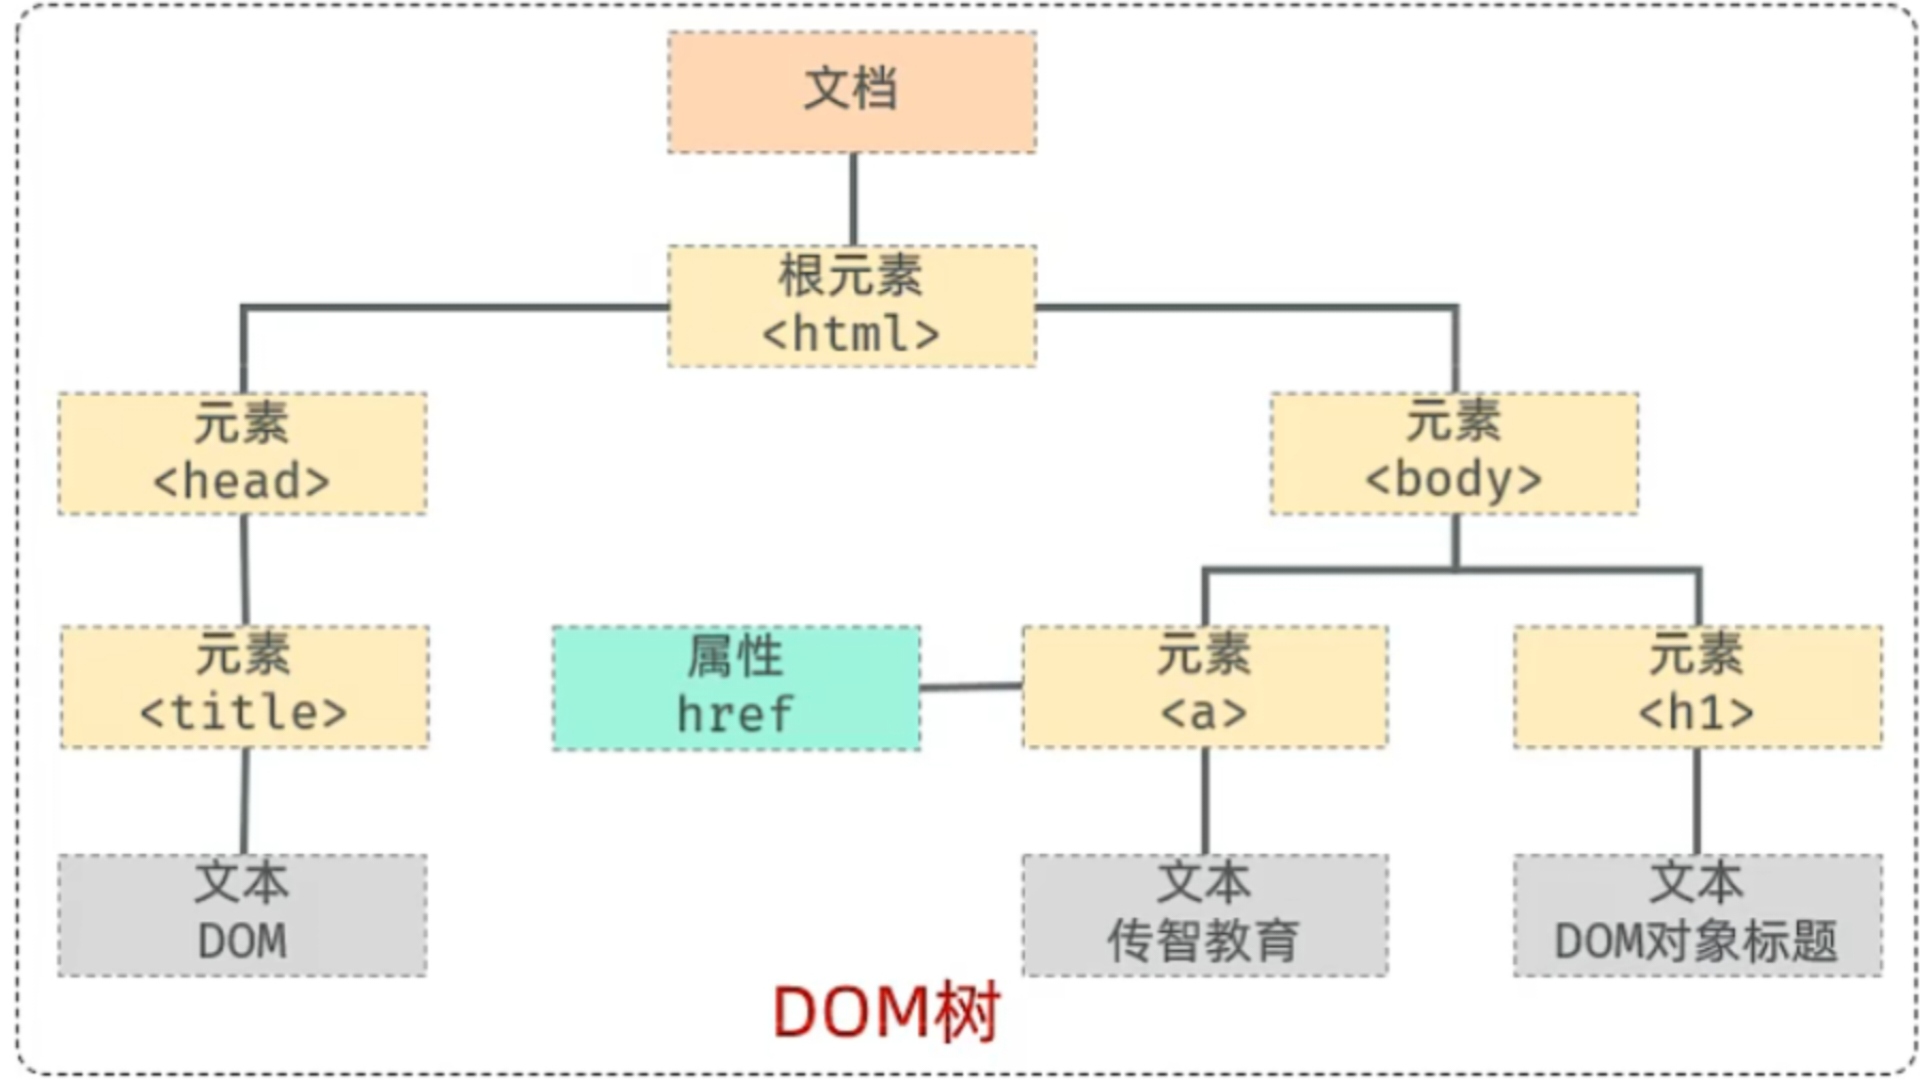 文档
根元素
<html>
元素
<head>
元素
<body>
元素
<title>
属性
href
元素
<a>
元素
<h1>
文本
DOM
文本
传智教育
文本
DOM对象标题
DOM树